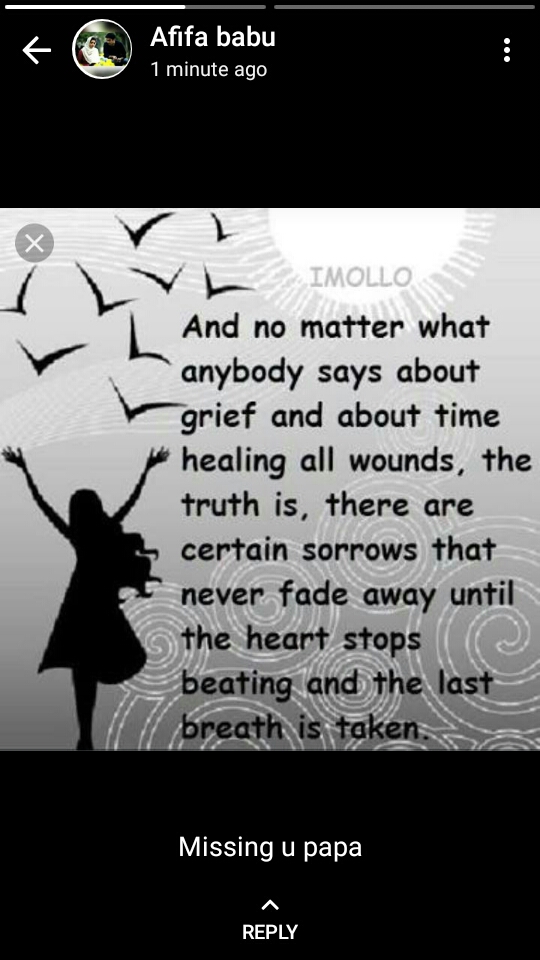 Afifa babu
1 minute ago
IMOLLO
And no matter what
anybody says about
grief and about time
healing all wounds, the
truth is, there are
certain sorrows that
never fade away until
the heart stops
beating and the last
breath is taken.
Missing u papa
REPLY